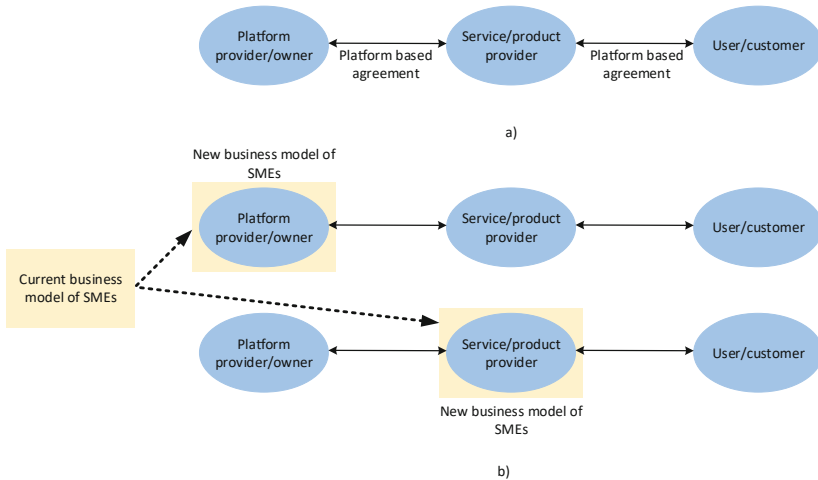 Platform
provider/owner
Platform based
agreement
Service/product
provider
Platform based
agreement
User/customer
a)
New business model of
SMEs
Platform
provider/owner
Service/product
provider
User/customer
Current business
model of SMEs
Platform
provider/owner
Service/product
provider
User/customer
New business model of
SMEs
b)